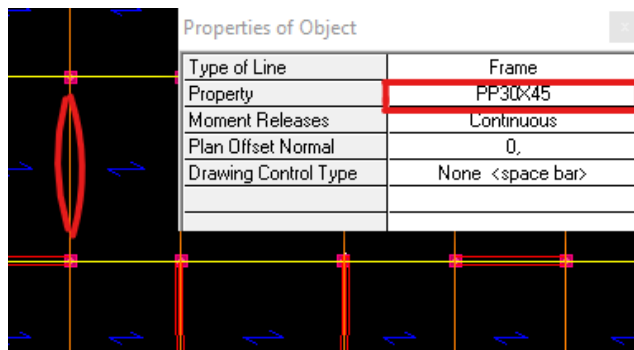 Properties of Object
x
Type of Line Frame
Property PP30X45
Moment Releases Continuous
Plan Offset Normal 0,
Drawing Control Type None <space bar>